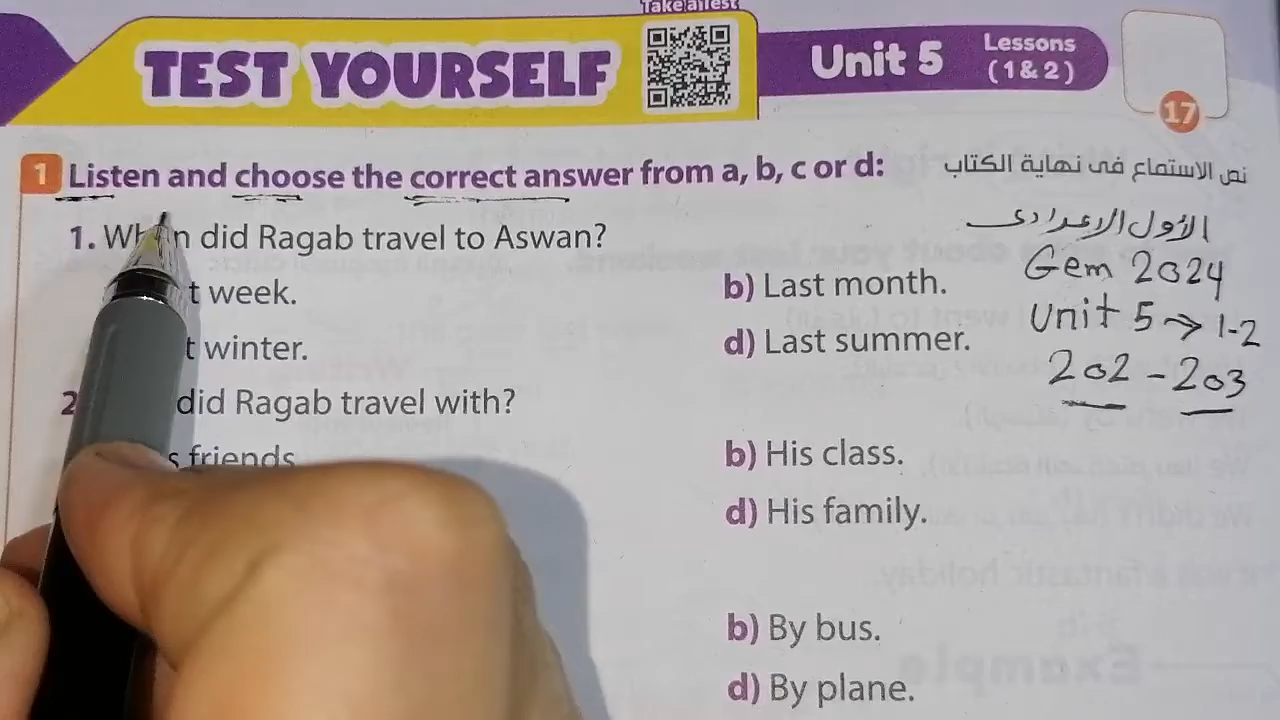 Take a Test
TEST YOURSELF
Unit 5
Lessons
(1 & 2)
17
1 Listen and choose the correct answer from a, b, c or d:
نص الاستماع فى نهاية الكتاب
الأول الإعدادى
Gem 2024
Unit 5 → 1-2
202 - 203
1. When did Ragab travel to Aswan?
t week.
b) Last month.
t winter.
d) Last summer.
2 did Ragab travel with?
s friends
b) His class.
d) His family.
b) By bus.
d) By plane.